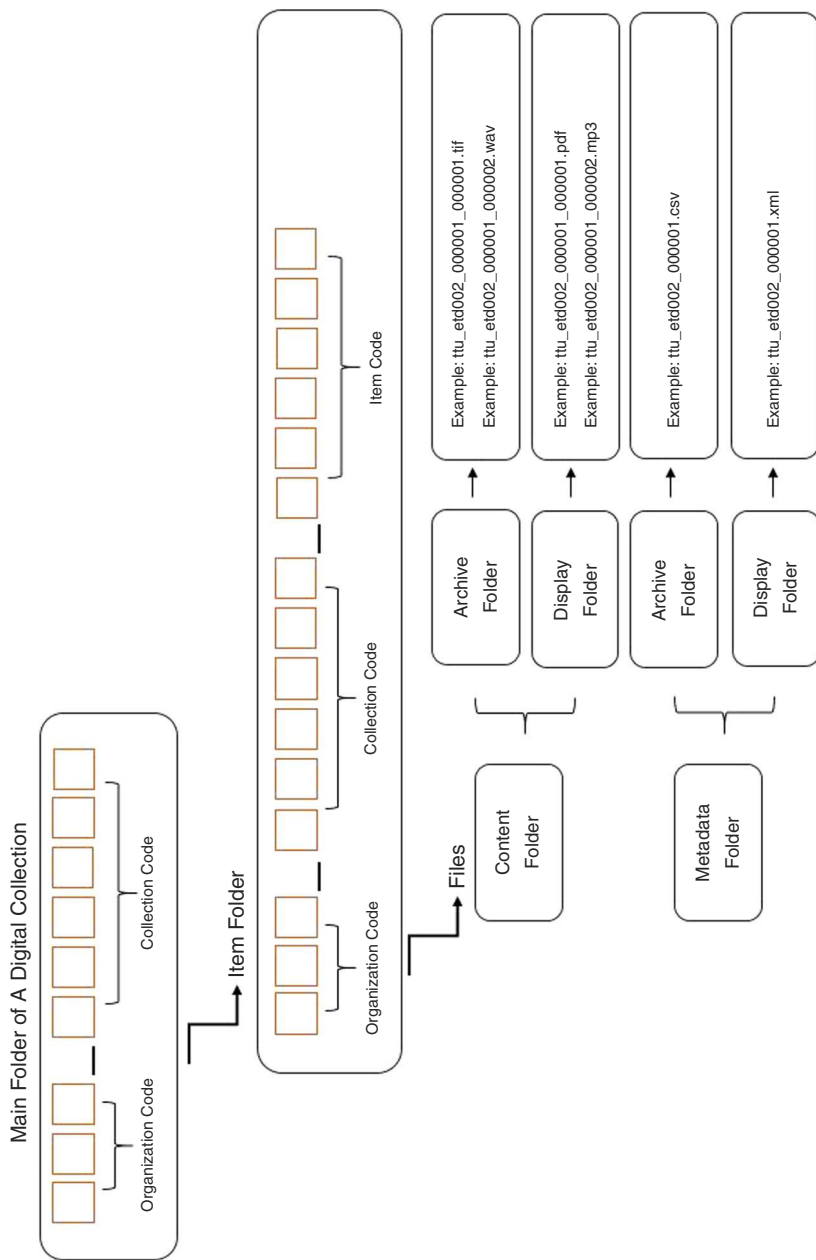 Main Folder of A Digital Collection
Organization Code
Collection Code
Item Folder
Organization Code
Collection Code
Item Code
Files
Content
Folder
Archive
Folder
Example: ttu_etd002_000001_000001.tif
Example: ttu_etd002_000001_000002.wav
Display
Folder
Example: ttu_etd002_000001_000001.pdf
Example: ttu_etd002_000001_000002.mp3
Metadada
Folder
Archive
Folder
Example: ttu_etd002_000001.csv
Display
Folder
Example: ttu_etd002_000001.xml